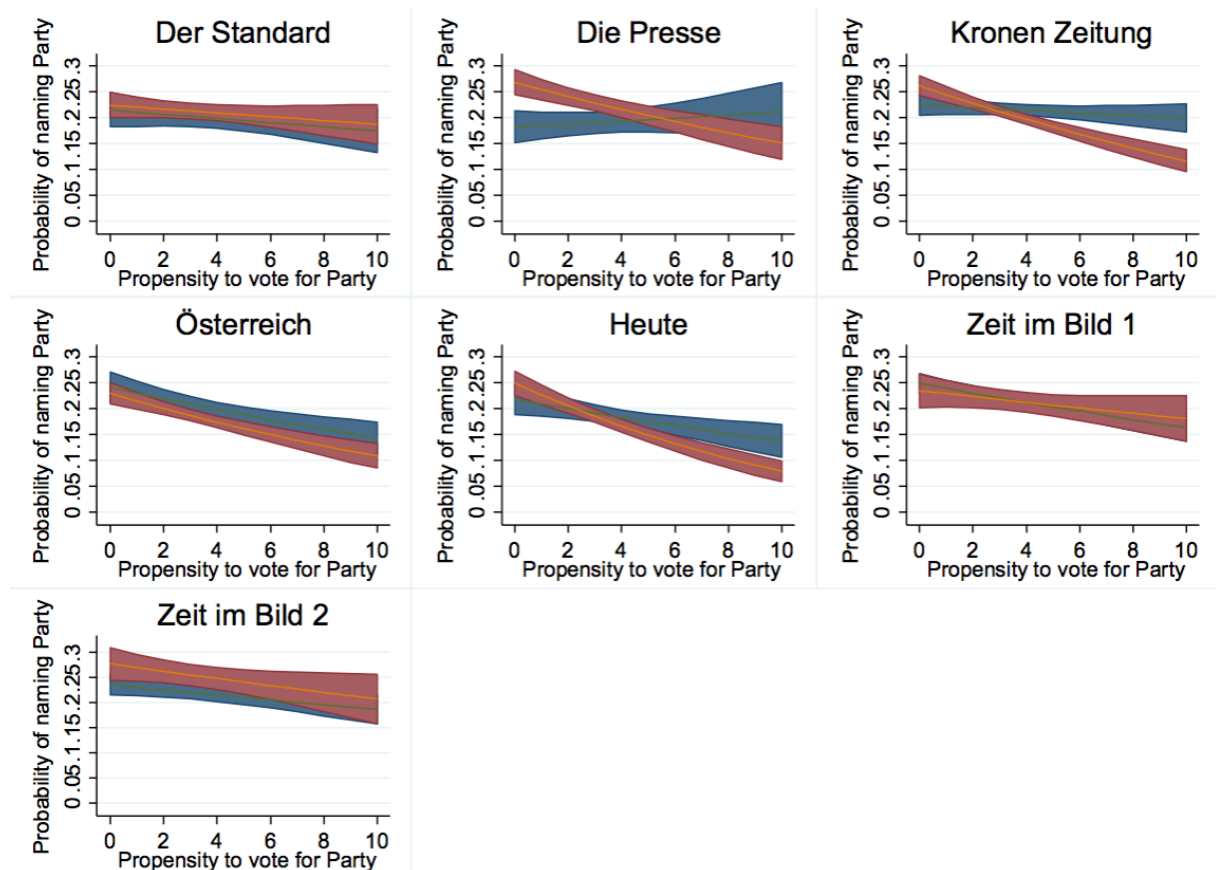 Der Standard
Probability of naming Party
0 .05 .1 .15 .2 .25 .3
0 2 4 6 8 10
Propensity to vote for Party
Die Presse
Probability of naming Party
0 .05 .1 .15 .2 .25 .3
0 2 4 6 8 10
Propensity to vote for Party
Kronen Zeitung
Probability of naming Party
0 .05 .1 .15 .2 .25 .3
0 2 4 6 8 10
Propensity to vote for Party
Österreich
Probability of naming Party
0 .05 .1 .15 .2 .25 .3
0 2 4 6 8 10
Propensity to vote for Party
Heute
Probability of naming Party
0 .05 .1 .15 .2 .25 .3
0 2 4 6 8 10
Propensity to vote for Party
Zeit im Bild 1
Probability of naming Party
0 .05 .1 .15 .2 .25 .3
0 2 4 6 8 10
Propensity to vote for Party
Zeit im Bild 2
Probability of naming Party
0 .05 .1 .15 .2 .25 .3
0 2 4 6 8 10
Propensity to vote for Party